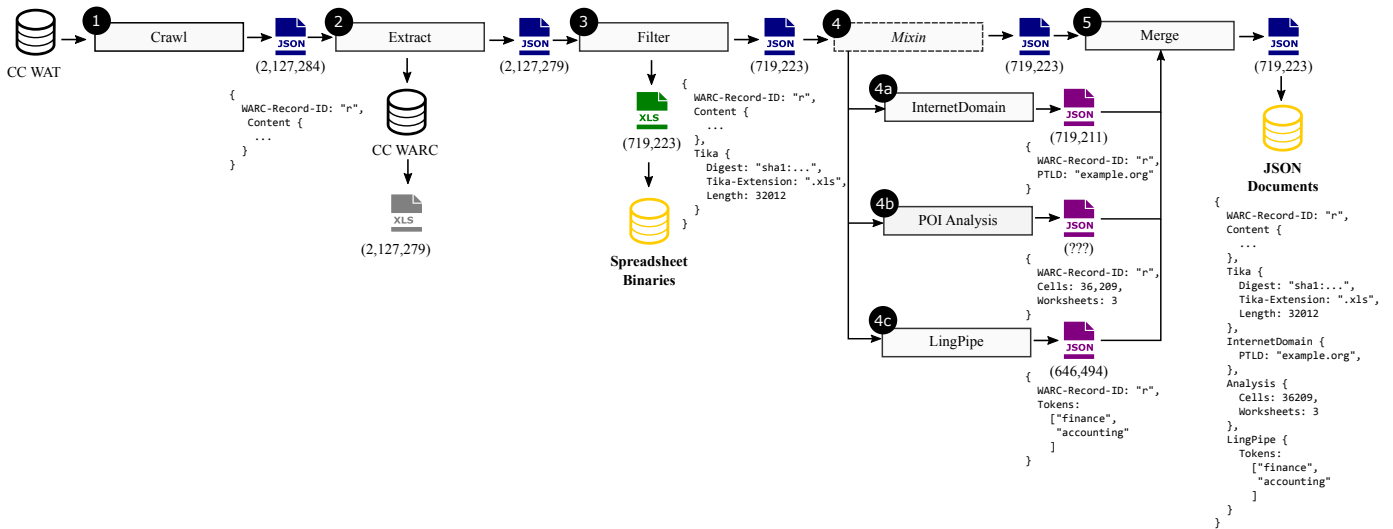 1
Crawl
CC WAT
JSON
(2,127,284)
{
WARC-Record-ID: "r",
Content {
...
}
}
2
Extract
CC WARC
XLS
(2,127,279)
JSON
(2,127,279)
3
Filter
XLS
(719,223)
Spreadsheet
Binaries
JSON
(719,223)
{
WARC-Record-ID: "r",
Content {
...
},
Tika {
Digest: "sha1:...",
Tika-Extension: ".xls",
Length: 32012
}
}
4
Mixin
JSON
(719,223)
4a
InternetDomain
JSON
(719,211)
{
WARC-Record-ID: "r",
PTLD: "example.org"
}
4b
POI Analysis
JSON
(???)
{
WARC-Record-ID: "r",
Cells: 36,209,
Worksheets: 3
}
4c
LingPipe
JSON
(646,494)
{
WARC-Record-ID: "r",
Tokens:
["finance",
"accounting"
]
}
5
Merge
JSON
(719,223)
JSON
Documents
{
WARC-Record-ID: "r",
Content {
...
},
Tika {
Digest: "sha1:...",
Tika-Extension: ".xls",
Length: 32012
},
InternetDomain {
PTLD: "example.org",
},
Analysis {
Cells: 36209,
Worksheets: 3
},
LingPipe {
Tokens:
["finance",
"accounting"
]
}
}